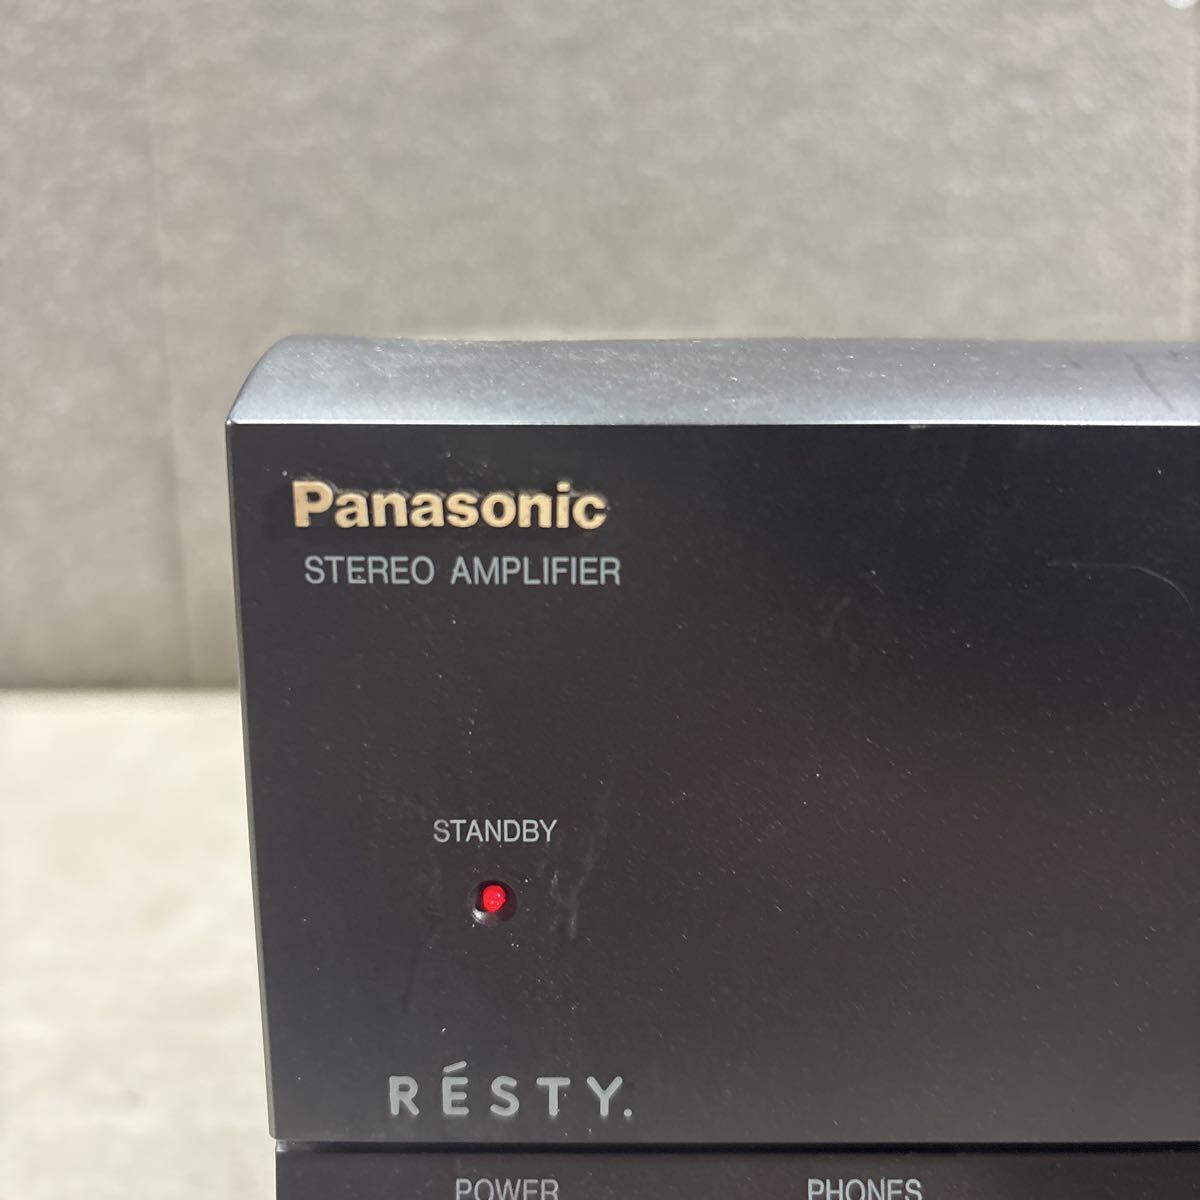 Panasonic
STEREO AMPLIFIER
STANDBY
RÉSTY.
POWER PHONES